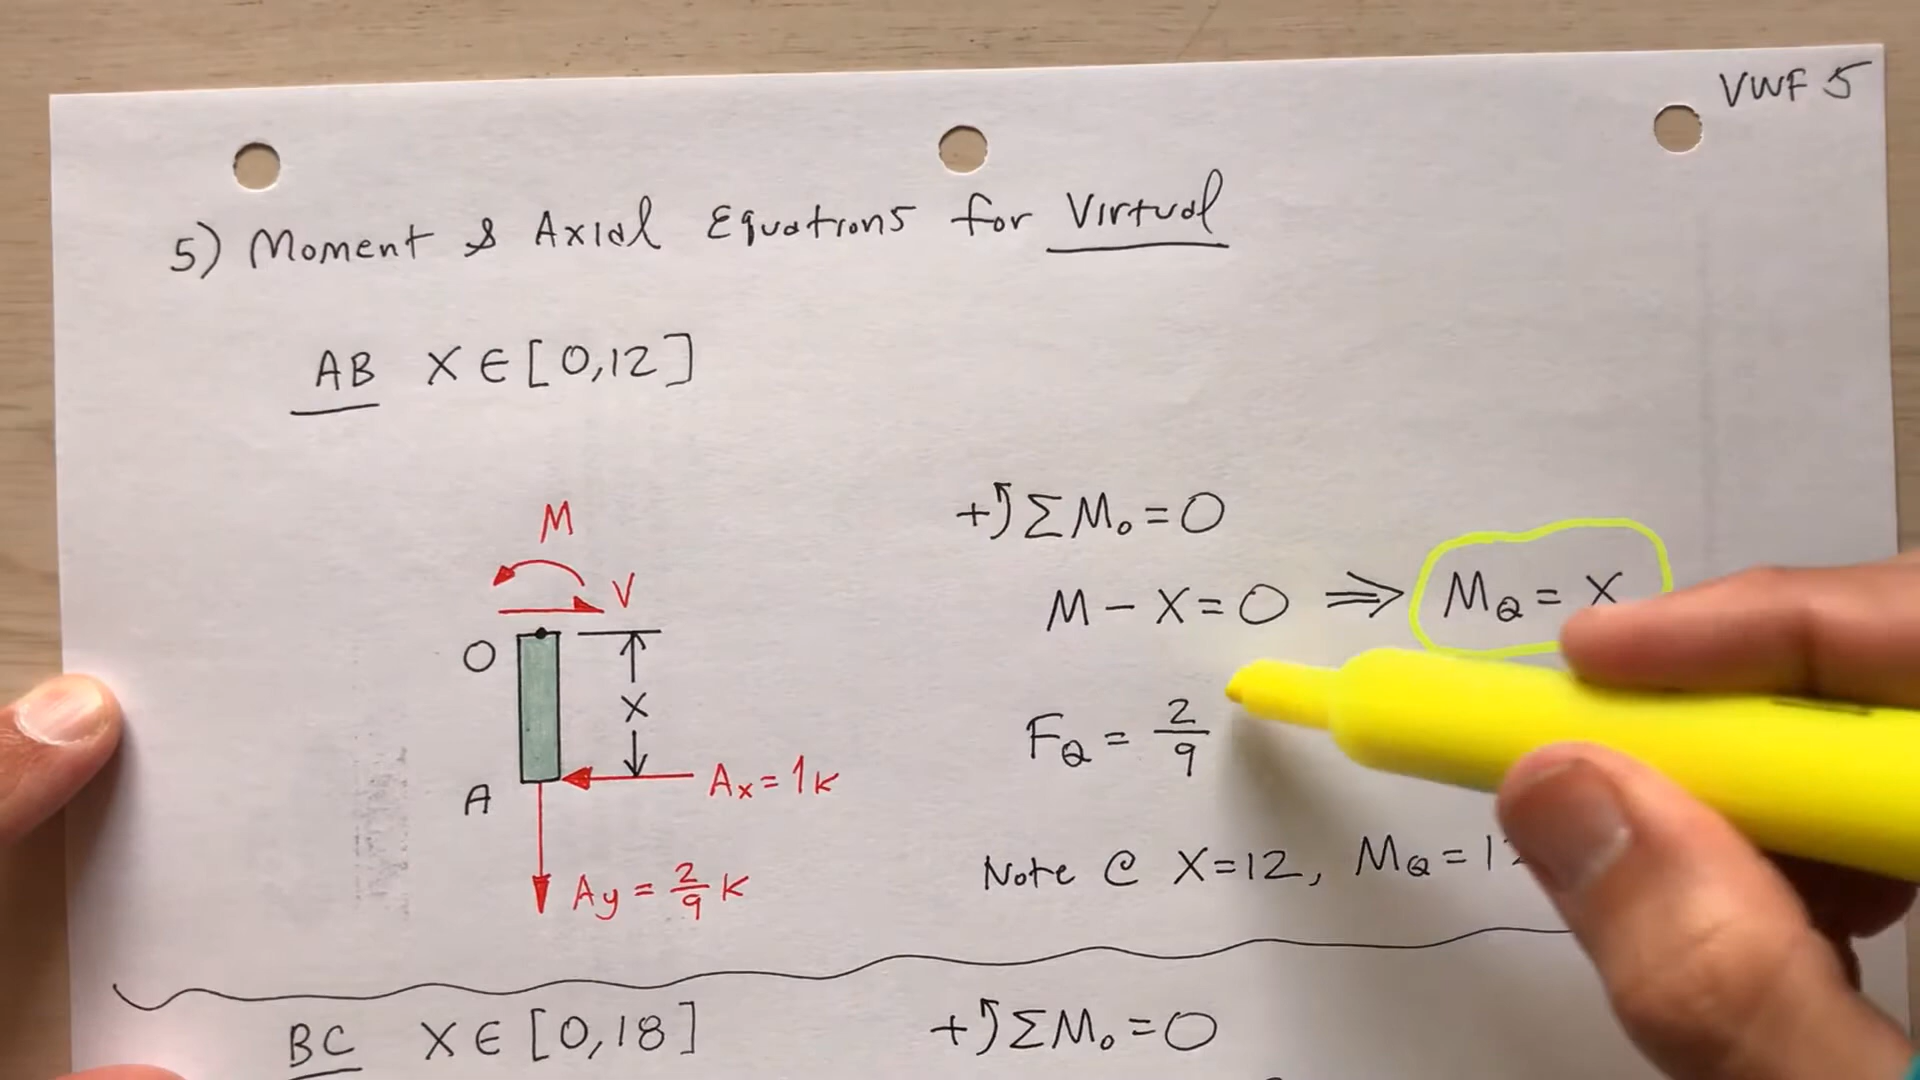 VWF 5
5) Moment & Axial Equations for Virtual
AB X ∈ [0,12]
M
V
O
X
A
Ax = 1k
Ay = 2/9 k
+) ΣMo = 0
M - X = 0 ⇒ MQ = X
FQ = 2/9
Note @ X=12, MQ = 12
BC X ∈ [0,18]
+) ΣMo = 0